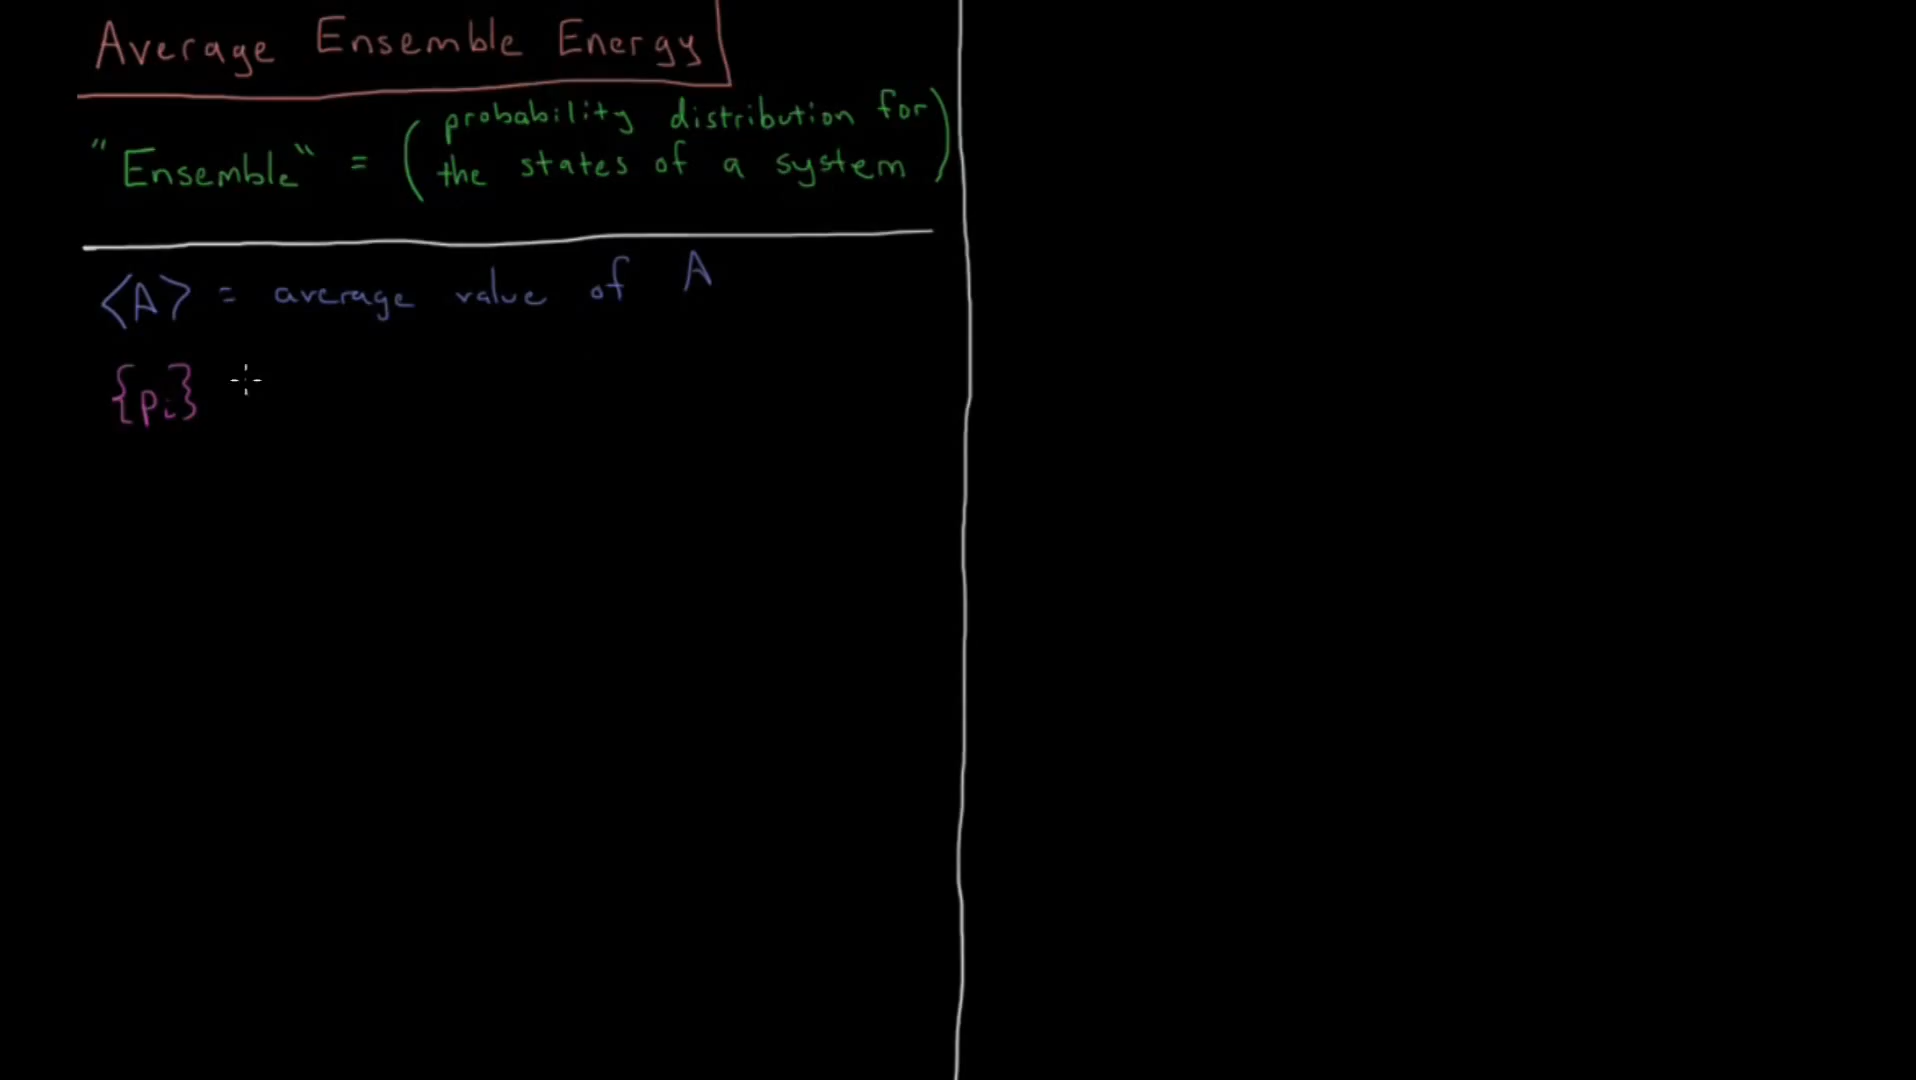 Average Ensemble Energy
"Ensemble" = (probability distribution for
the states of a system)
<A> = average value of A
{pi}